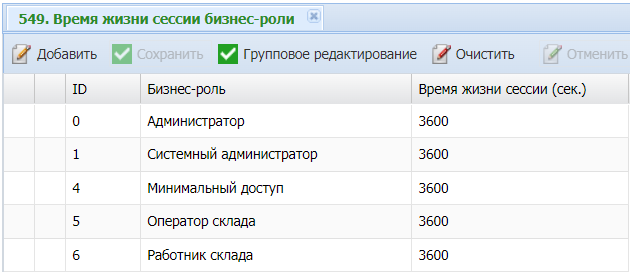 549. Время жизни сессии бизнес-роли
Добавить Сохранить Групповое редактирование Очистить Отменить
ID Бизнес-роль Время жизни сессии (сек.)
0 Администратор 3600
1 Системный администратор 3600
4 Минимальный доступ 3600
5 Оператор склада 3600
6 Работник склада 3600